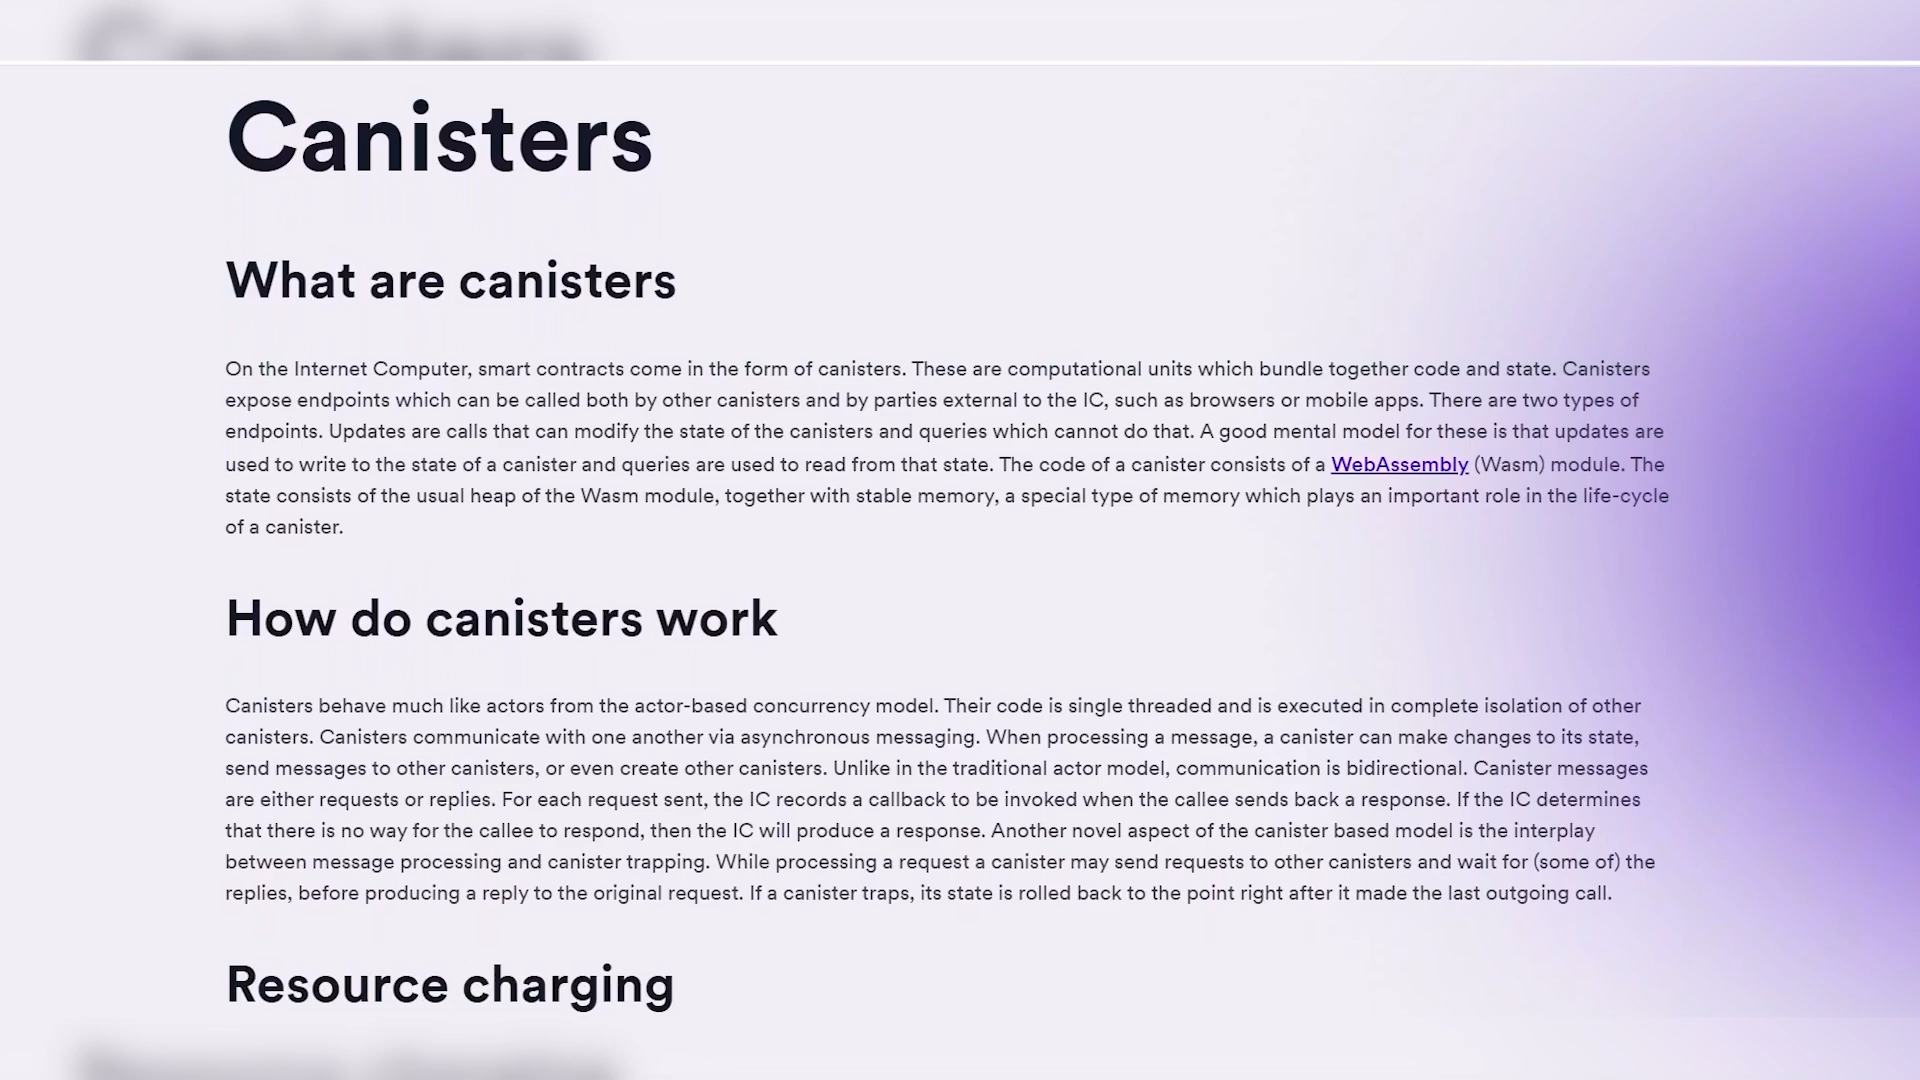 Canisters
What are canisters
On the Internet Computer, smart contracts come in the form of canisters. These are computational units which bundle together code and state. Canisters
expose endpoints which can be called both by other canisters and by parties external to the IC, such as browsers or mobile apps. There are two types of
endpoints. Updates are calls that can modify the state of the canisters and queries which cannot do that. A good mental model for these is that updates are
used to write to the state of a canister and queries are used to read from that state. The code of a canister consists of a WebAssembly (Wasm) module. The
state consists of the usual heap of the Wasm module, together with stable memory, a special type of memory which plays an important role in the life-cycle
of a canister.
How do canisters work
Canisters behave much like actors from the actor-based concurrency model. Their code is single threaded and is executed in complete isolation of other
canisters. Canisters communicate with one another via asynchronous messaging. When processing a message, a canister can make changes to its state,
send messages to other canisters, or even create other canisters. Unlike in the traditional actor model, communication is bidirectional. Canister messages
are either requests or replies. For each request sent, the IC records a callback to be invoked when the callee sends back a response. If the IC determines
that there is no way for the callee to respond, then the IC will produce a response. Another novel aspect of the canister based model is the interplay
between message processing and canister trapping. While processing a request a canister may send requests to other canisters and wait for (some of) the
replies, before producing a reply to the original request. If a canister traps, its state is rolled back to the point right after it made the last outgoing call.
Resource charging